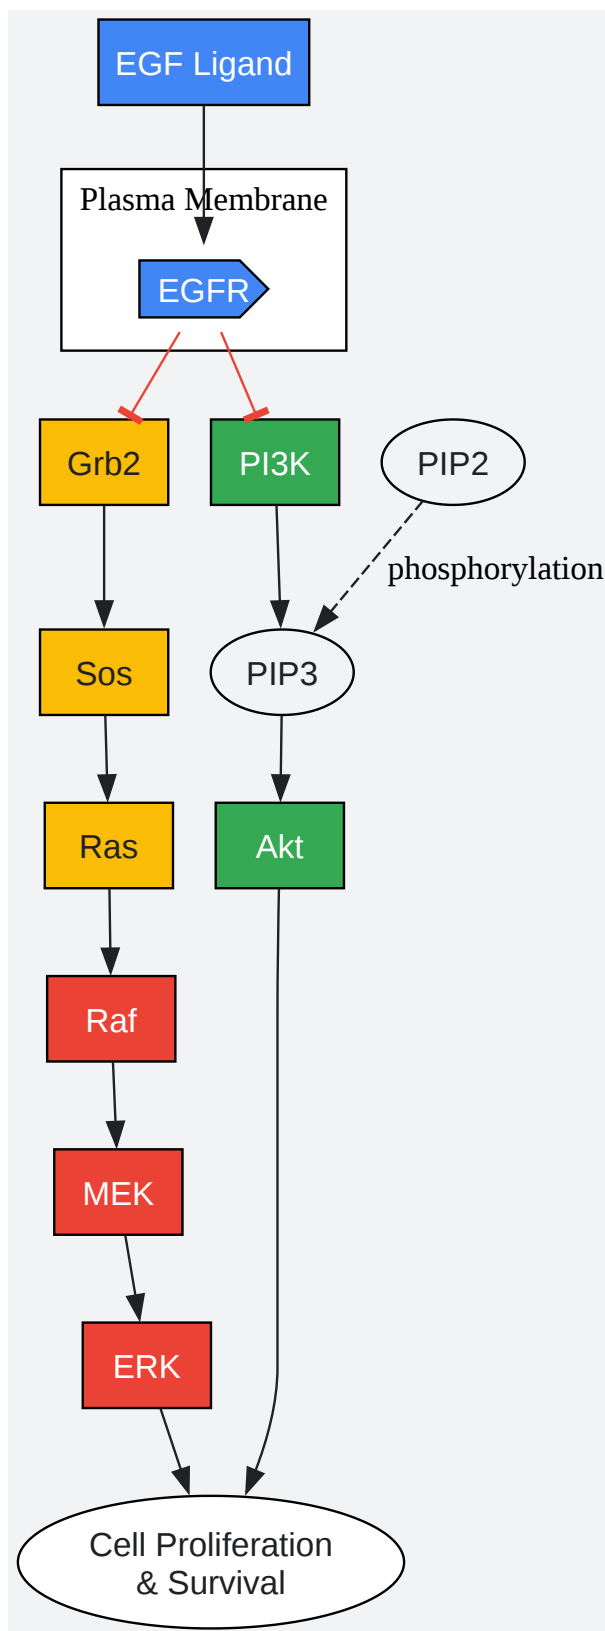 EGF Ligand
Plasma Membrane
EGFR
Grb2
PI3K
PIP2
phosphorylation
Sos
PIP3
Ras
Akt
Raf
MEK
ERK
Cell Proliferation
& Survival